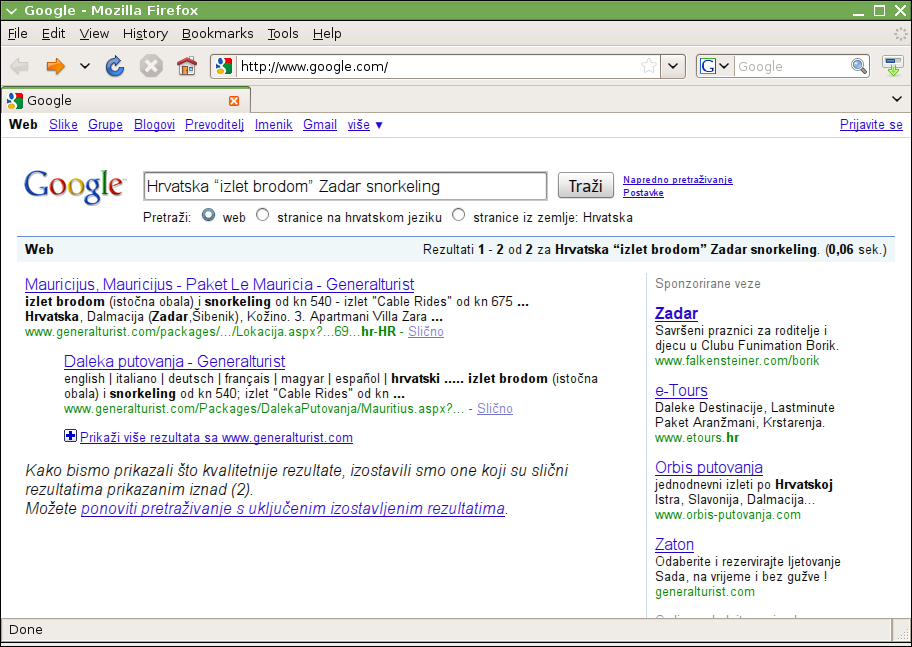 Google - Mozilla Firefox
File Edit View History Bookmarks Tools Help
http://www.google.com/
G Google
Google
Web Slike Grupe Blogovi Prevoditelj Imenik Gmail više ▼ Prijavite se
Google Hrvatska “izlet brodom” Zadar snorkeling Traži Napredno pretraživanje
Postavke
Pretraži: web stranice na hrvatskom jeziku stranice iz zemlje: Hrvatska
Web Rezultati 1 - 2 od 2 za Hrvatska “izlet brodom” Zadar snorkeling. (0,06 sek.)
Mauricijus, Mauricijus - Paket Le Mauricia - Generalturist
izlet brodom (istočna obala) i snorkeling od kn 540 - izlet "Cable Rides" od kn 675 ...
Hrvatska, Dalmacija (Zadar,Šibenik), Kožino. 3. Apartmani Villa Zara ...
www.generalturist.com/packages/.../Lokacija.aspx?...69...hr-HR - Slično
Daleka putovanja - Generalturist
english | italiano | deutsch | français | magyar | español | hrvatski ..... izlet brodom (istočna
obala) i snorkeling od kn 540; izlet "Cable Rides" od kn ...
www.generalturist.com/Packages/DalekaPutovanja/Mauritius.aspx?... - Slično
Prikaži više rezultata sa www.generalturist.com
Kako bismo prikazali što kvalitetnije rezultate, izostavili smo one koji su slični
rezultatima prikazanim iznad (2).
Možete ponoviti pretraživanje s uključenim izostavljenim rezultatima.
Sponzorirane veze
Zadar
Savršeni praznici za roditelje i
djecu u Clubu Funimation Borik.
www.falkensteiner.com/borik
e-Tours
Daleke Destinacije, Lastminute
Paket Aranžmani, Krstarenja.
www.etours.hr
Orbis putovanja
jednodnevni izleti po Hrvatskoj
Istra, Slavonija, Dalmacija...
www.orbis-putovanja.com
Zaton
Odaberite i rezervirajte ljetovanje
Sada, na vrijeme i bez gužve !
generalturist.com
Done